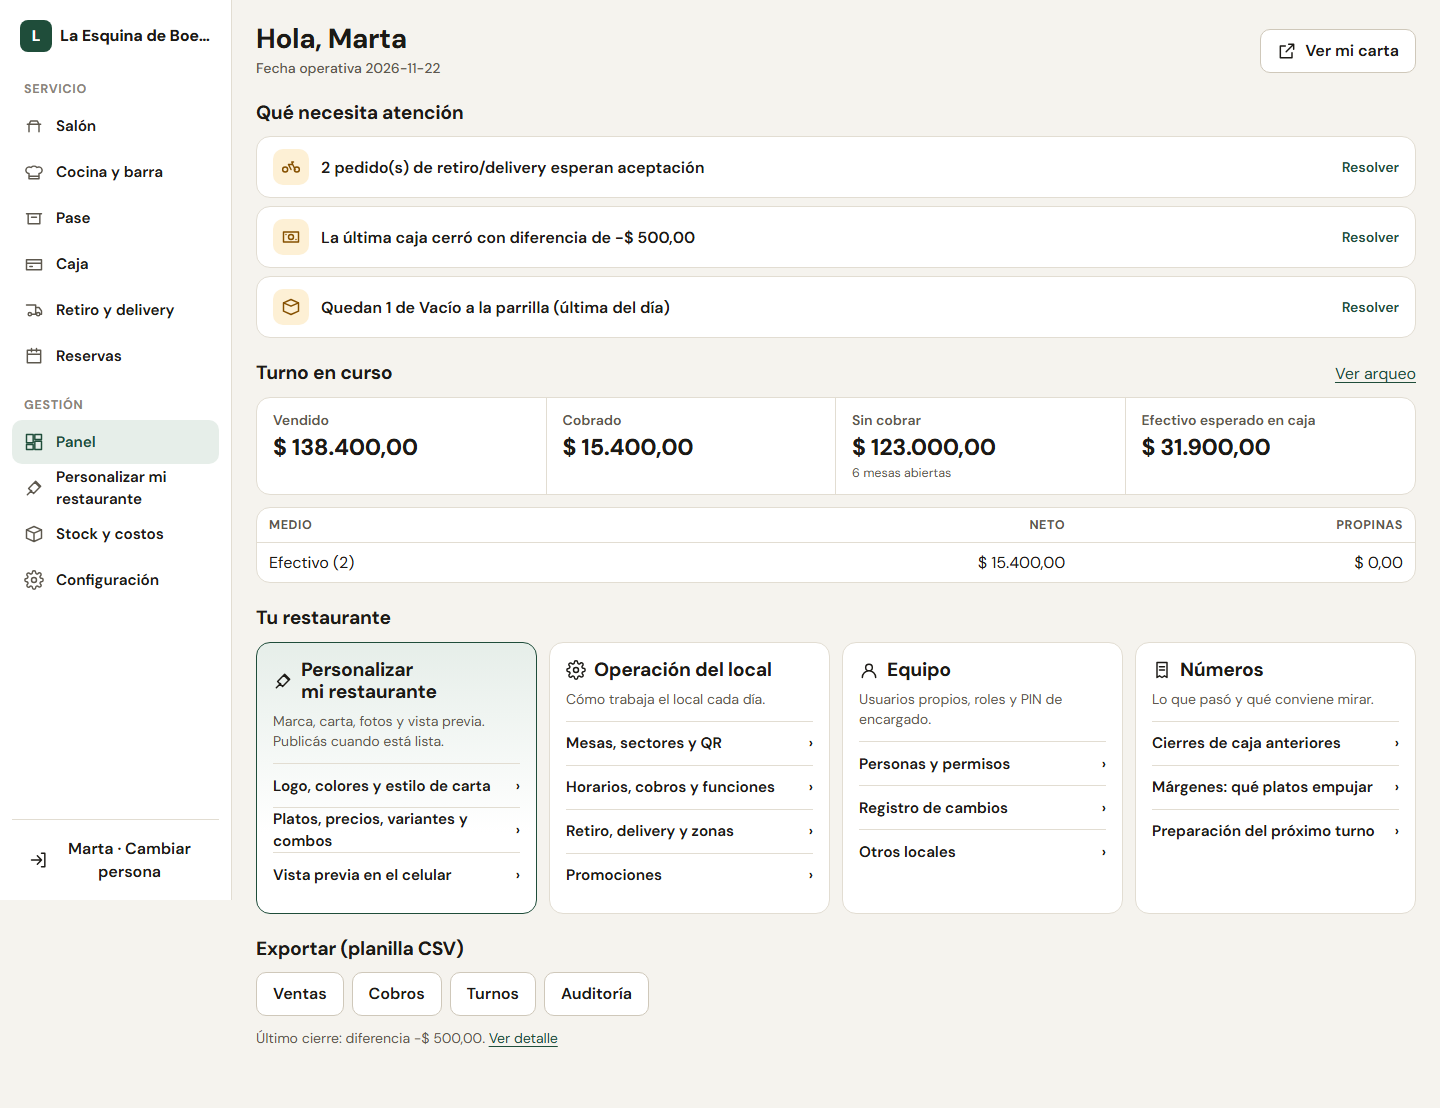 L
La Esquina de Boe...
SERVICIO
Salón
Cocina y barra
Pase
Caja
Retiro y delivery
Reservas
GESTIÓN
Panel
Personalizar mi
restaurante
Stock y costos
Configuración
Marta · Cambiar
persona
Hola, Marta
Fecha operativa 2026-11-22
Ver mi carta
Qué necesita atención
2 pedido(s) de retiro/delivery esperan aceptación
Resolver
La última caja cerró con diferencia de -$ 500,00
Resolver
Quedan 1 de Vacío a la parrilla (última del día)
Resolver
Turno en curso
Ver arqueo
Vendido
$ 138.400,00
Cobrado
$ 15.400,00
Sin cobrar
$ 123.000,00
6 mesas abiertas
Efectivo esperado en caja
$ 31.900,00
MEDIO NETO PROPINAS
Efectivo (2) $ 15.400,00 $ 0,00
Tu restaurante
Personalizar
mi restaurante
Marca, carta, fotos y vista previa.
Publicás cuando está lista.
Logo, colores y estilo de carta ›
Platos, precios, variantes y
combos ›
Vista previa en el celular ›
Operación del local
Cómo trabaja el local cada día.
Mesas, sectores y QR ›
Horarios, cobros y funciones ›
Retiro, delivery y zonas ›
Promociones ›
Equipo
Usuarios propios, roles y PIN de
encargado.
Personas y permisos ›
Registro de cambios ›
Otros locales ›
Números
Lo que pasó y qué conviene mirar.
Cierres de caja anteriores ›
Márgenes: qué platos empujar ›
Preparación del próximo turno ›
Exportar (planilla CSV)
Ventas
Cobros
Turnos
Auditoría
Último cierre: diferencia -$ 500,00. Ver detalle